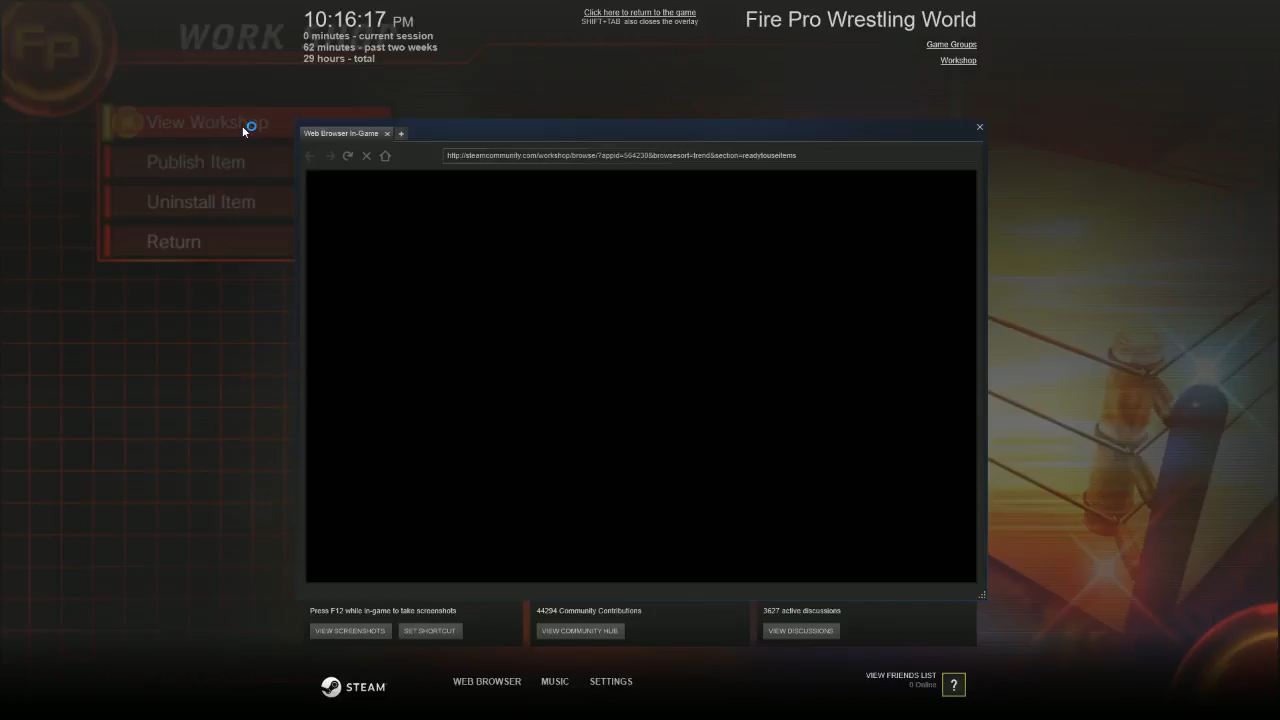 10:16:17 PM
0 minutes - current session
62 minutes - past two weeks
29 hours - total
Click here to return to the game
SHIFT+TAB also closes the overlay
Fire Pro Wrestling World
Game Groups
Workshop
FP
WORK
View Workshop
Publish Item
Uninstall Item
Return
Web Browser In-Game
http://steamcommunity.com/workshop/browse/?appid=564230&browsesort=trend&section=readytouseitems
Press F12 while in-game to take screenshots
VIEW SCREENSHOTS
SET SHORTCUT
44294 Community Contributions
VIEW COMMUNITY HUB
3627 active discussions
VIEW DISCUSSIONS
STEAM
WEB BROWSER
MUSIC
SETTINGS
VIEW FRIENDS LIST
0 Online
?